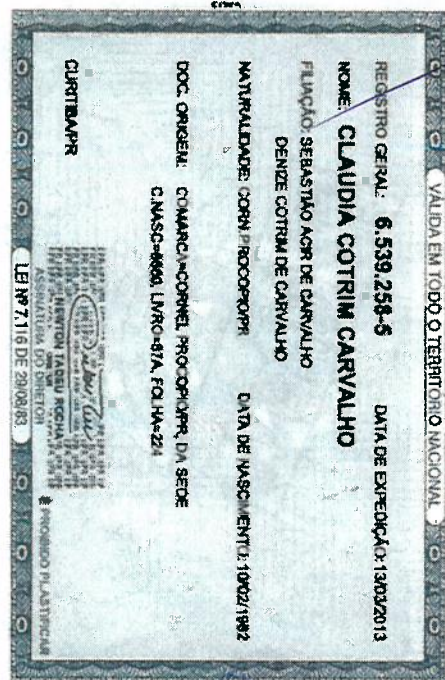 VÁLIDA EM TODO O TERRITÓRIO NACIONAL
REGISTRO GERAL: 6.539.258-5 DATA DE EXPEDIÇÃO: 13/03/2013
NOME: CLAUDIA COTRIM CARVALHO
FILIAÇÃO: SEBASTIÃO ACIR DE CARVALHO
DENIZE COTRIM DE CARVALHO
NATURALIDADE: CORN.PROCOPIO/PR DATA DE NASCIMENTO: 10/02/1982
DOC. ORIGEM: COMARCA=CORNEL PROCOPIO/PR, DA SEDE
LIVRO=57A, FOLHA=224
CURITIBA/PR
NEWTON TADEU ROCHA
ASSINATURA DO DIRETOR
PROIBIDO PLASTIFICAR
LEI Nº 7.116 DE 29/08/83